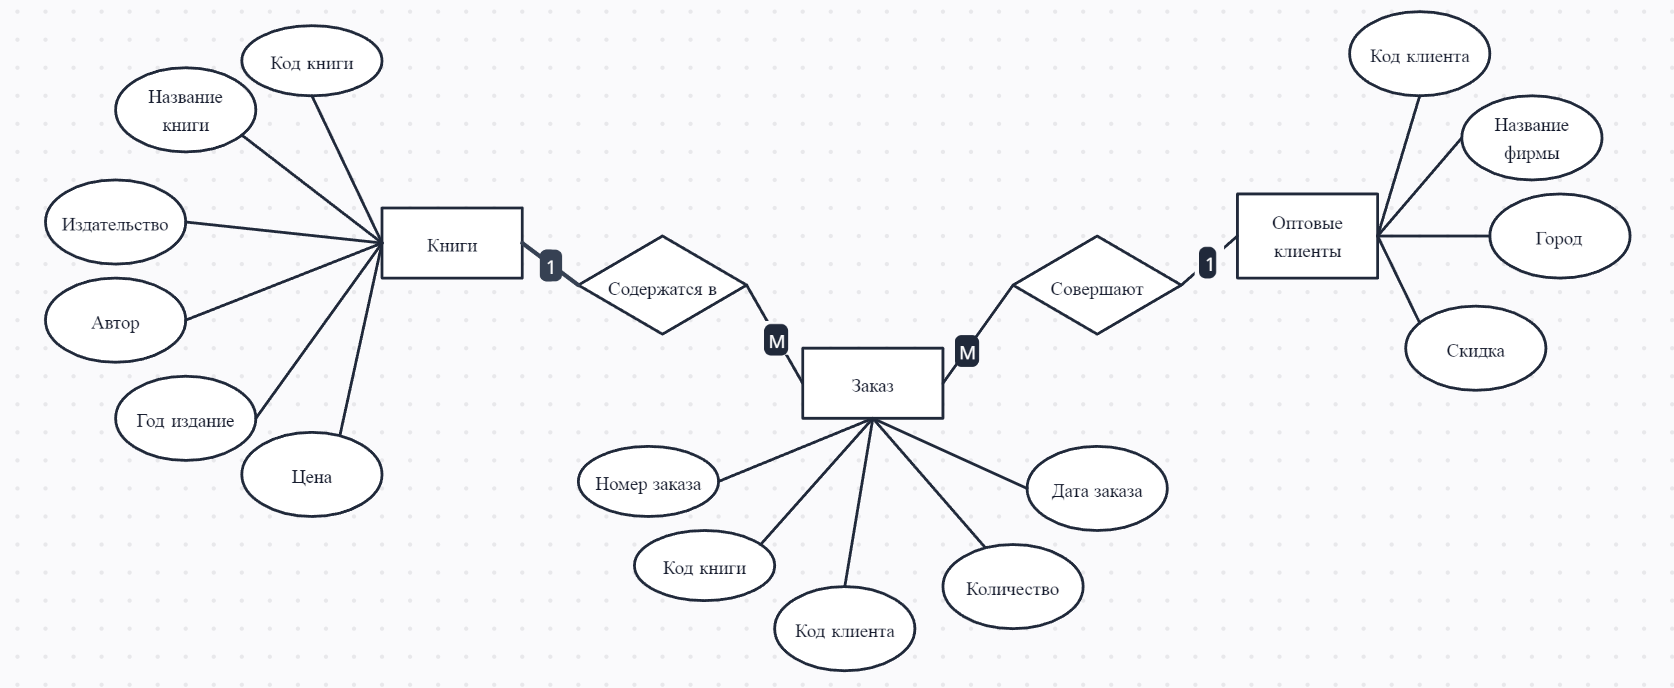 Код книги
Название
книги
Издательство
Автор
Год издание
Цена
Книги
1
Содержатся в
M
Заказ
M
Совершают
1
Оптовые
клиенты
Код клиента
Название
фирмы
Город
Скидка
Номер заказа
Код книги
Код клиента
Количество
Дата заказа